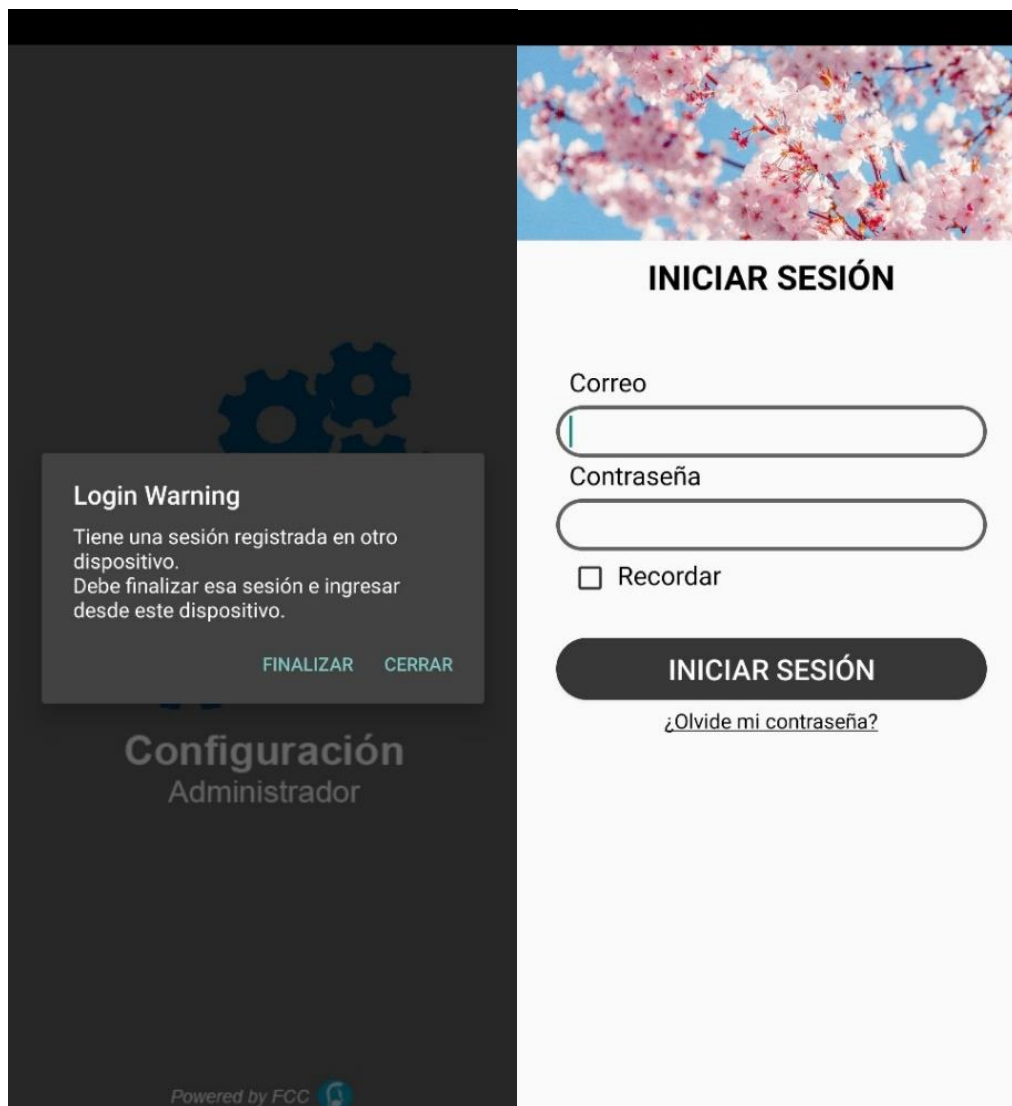 Login Warning
Tiene una sesión registrada en otro
dispositivo.
Debe finalizar esa sesión e ingresar
desde este dispositivo.
FINALIZAR CERRAR
Configuración
Administrador
Powered by FCC
INICIAR SESIÓN
Correo
Contraseña
Recordar
INICIAR SESIÓN
¿Olvide mi contraseña?